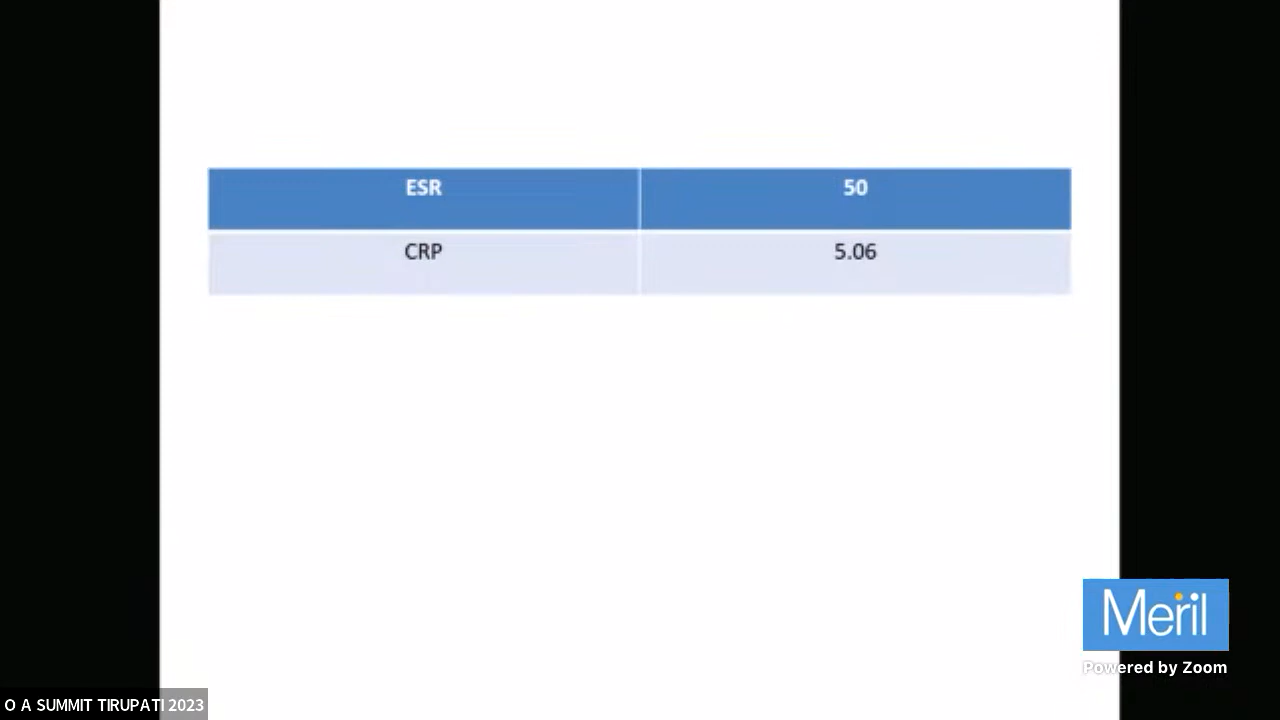 ESR 50
CRP 5.06
Meril
Powered by Zoom
O A SUMMIT TIRUPATI 2023